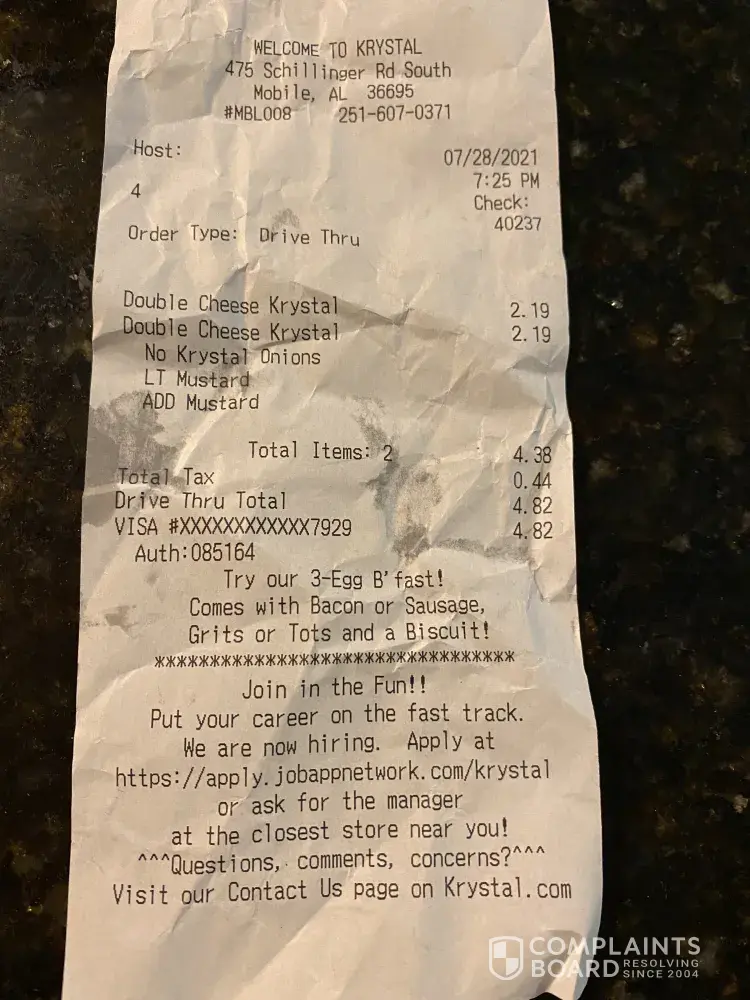 WELCOME TO KRYSTAL
475 Schillinger Rd South
Mobile, AL 36695
#MBL008 251-607-0371
Host: 07/28/2021
7:25 PM
4 Check:
40237
Order Type: Drive Thru
Double Cheese Krystal 2.19
Double Cheese Krystal 2.19
No Krystal Onions
LT Mustard
ADD Mustard
Total Items: 2 4.38
Total Tax 0.44
Drive Thru Total 4.82
VISA #XXXXXXXXXXXX7929 4.82
Auth:085164
Try our 3-Egg B'fast!
Comes with Bacon or Sausage,
Grits or Tots and a Biscuit!
*********************************
Join in the Fun!!
Put your career on the fast track.
We are now hiring. Apply at
https://apply.jobappnetwork.com/krystal
or ask for the manager
at the closest store near you!
^^^Questions, comments, concerns?^^^
Visit our Contact Us page on Krystal.com
COMPLAINTS
BOARD RESOLVING
SINCE 2004